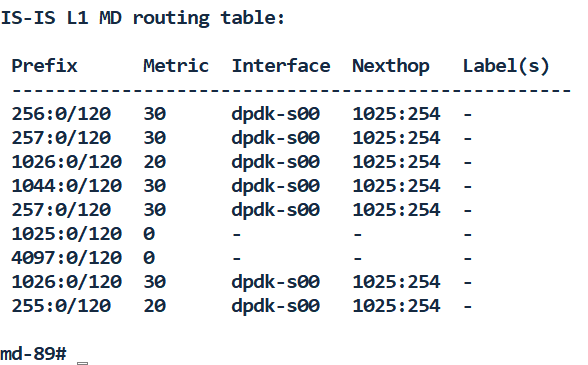 IS-IS L1 MD routing table:
Prefix Metric Interface Nexthop Label(s)
----------------------------------------------------
256:0/120 30 dpdk-s00 1025:254 -
257:0/120 30 dpdk-s00 1025:254 -
1026:0/120 20 dpdk-s00 1025:254 -
1044:0/120 30 dpdk-s00 1025:254 -
257:0/120 30 dpdk-s00 1025:254 -
1025:0/120 0 - - -
4097:0/120 0 - - -
1026:0/120 30 dpdk-s00 1025:254 -
255:0/120 20 dpdk-s00 1025:254 -
md-89#